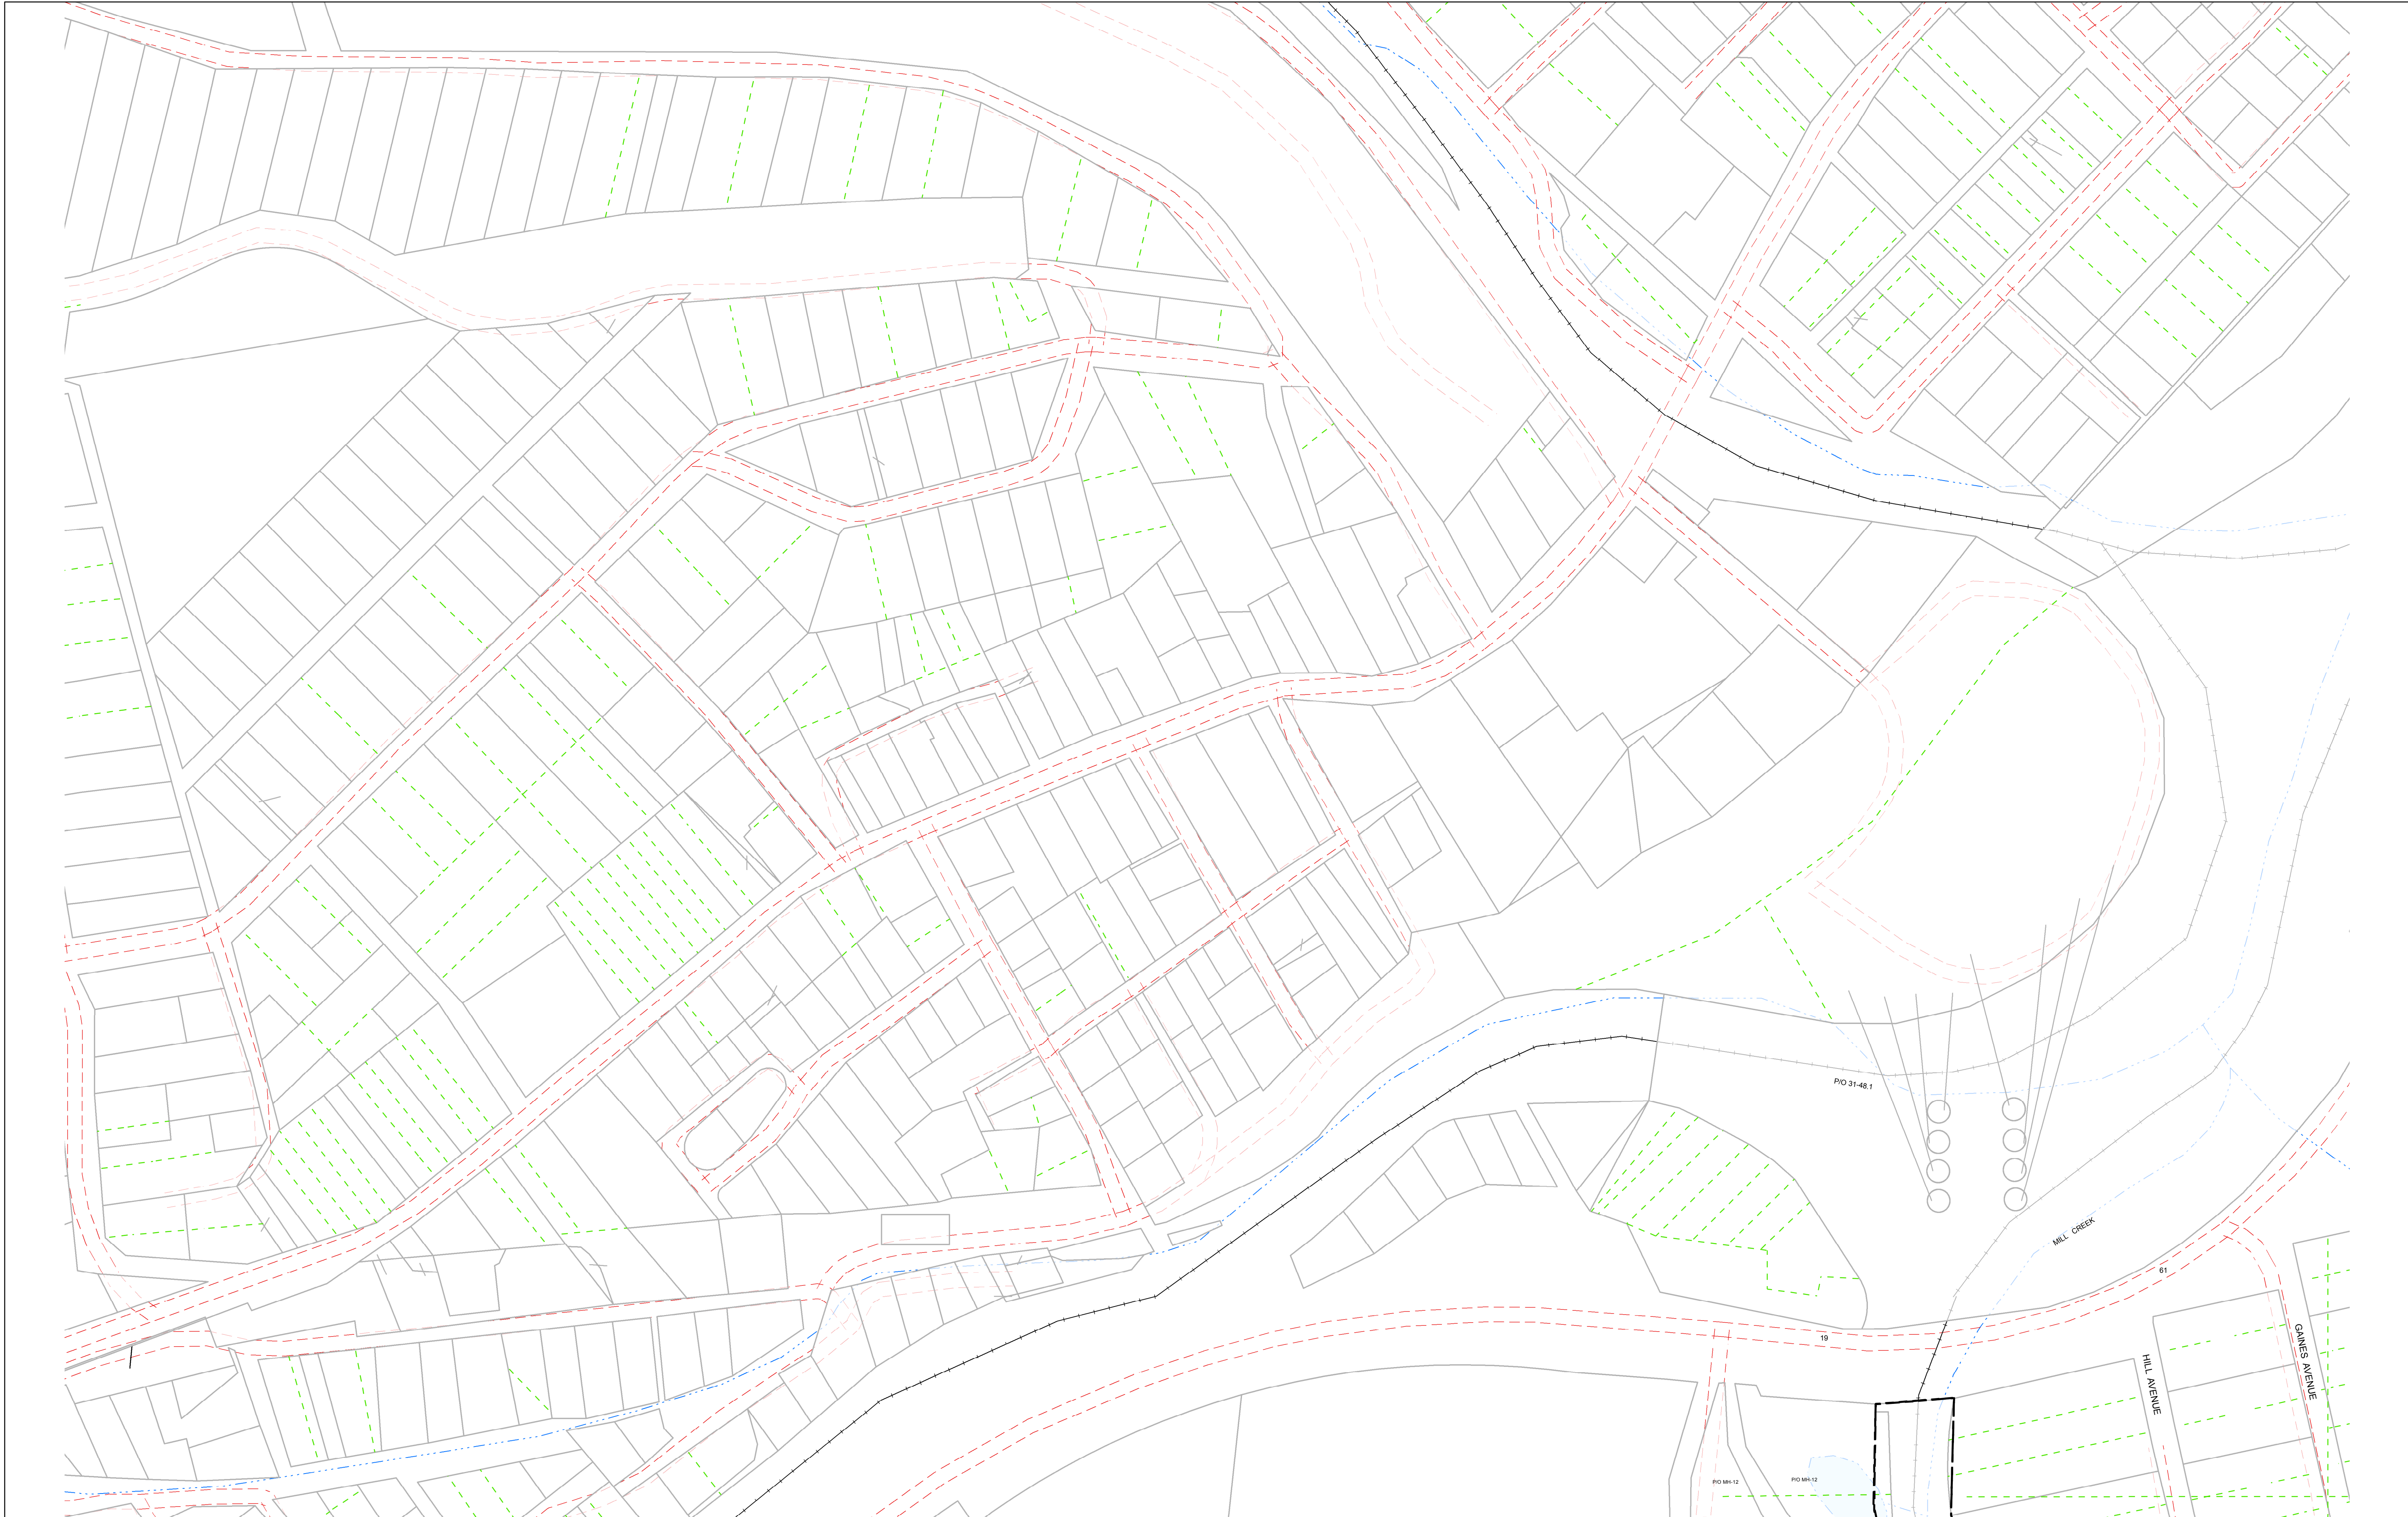 P/O 31-48.1
MILL CREEK
61
19
HILL AVENUE
GAINES AVENUE
P/O MH-12
P/O MH-12